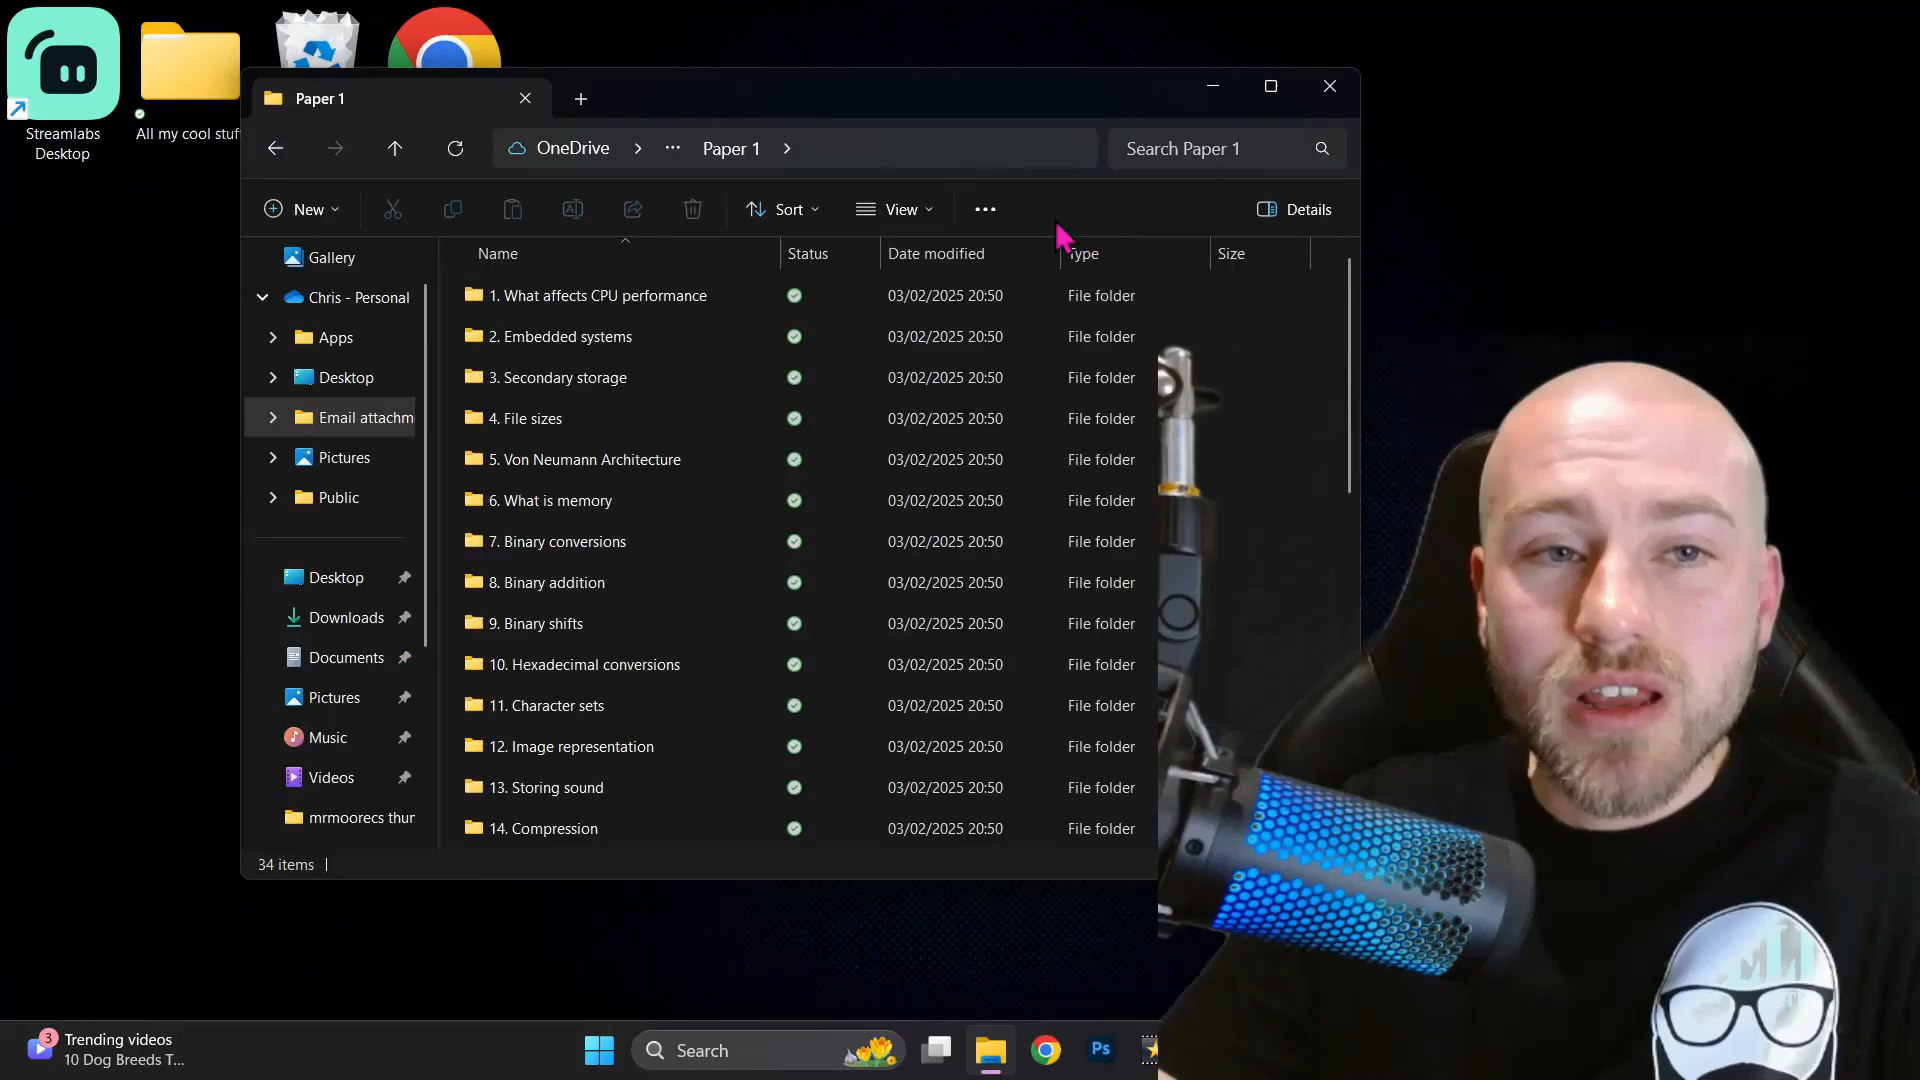 Streamlabs
Desktop
All my cool stuf
Paper 1
OneDrive
Paper 1
Search Paper 1
New
Sort
View
Details
Name
Status
Date modified
Type
Size
Gallery
Chris - Personal
Apps
Desktop
Email attachm
Pictures
Public
Desktop
Downloads
Documents
Pictures
Music
Videos
mrmoorecs thur
1. What affects CPU performance 03/02/2025 20:50 File folder
2. Embedded systems 03/02/2025 20:50 File folder
3. Secondary storage 03/02/2025 20:50 File folder
4. File sizes 03/02/2025 20:50 File folder
5. Von Neumann Architecture 03/02/2025 20:50 File folder
6. What is memory 03/02/2025 20:50 File folder
7. Binary conversions 03/02/2025 20:50 File folder
8. Binary addition 03/02/2025 20:50 File folder
9. Binary shifts 03/02/2025 20:50 File folder
10. Hexadecimal conversions 03/02/2025 20:50 File folder
11. Character sets 03/02/2025 20:50 File folder
12. Image representation 03/02/2025 20:50 File folder
13. Storing sound 03/02/2025 20:50 File folder
14. Compression 03/02/2025 20:50 File folder
34 items
3
Trending videos
10 Dog Breeds T...
Search
Ps